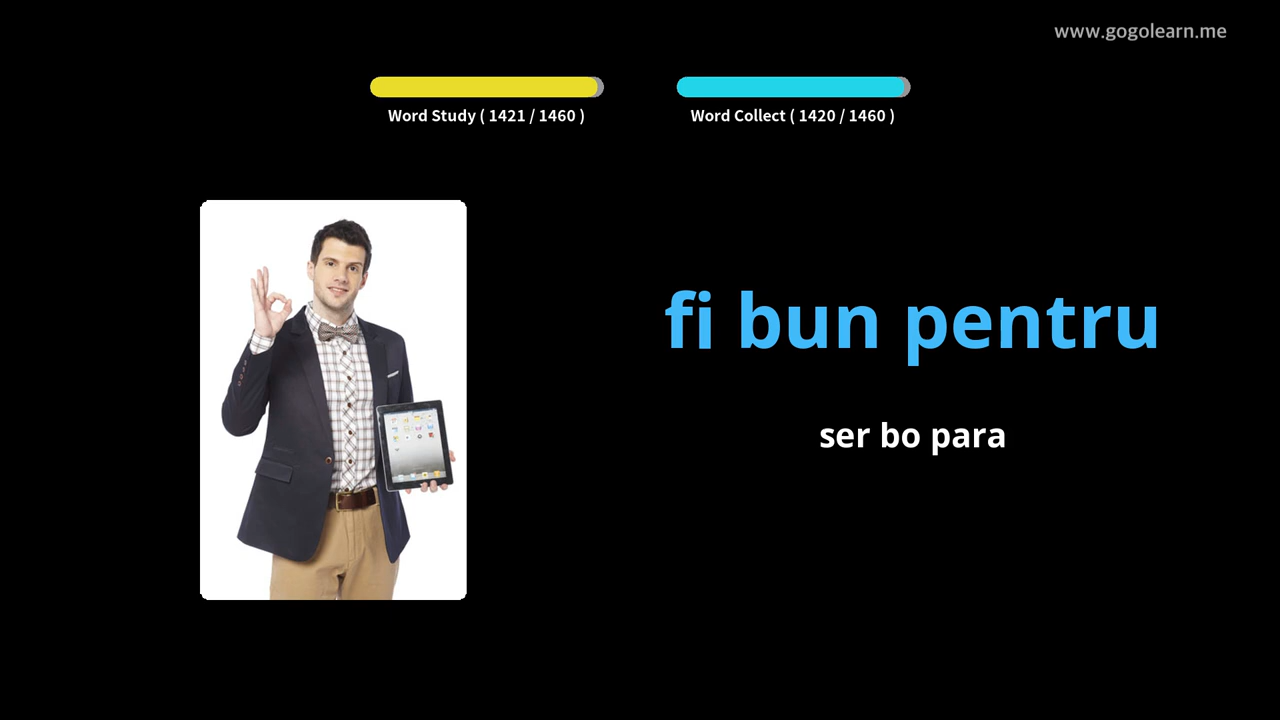 www.gogolearn.me
Word Study ( 1421 / 1460 )
Word Collect ( 1420 / 1460 )
fi bun pentru
ser bo para